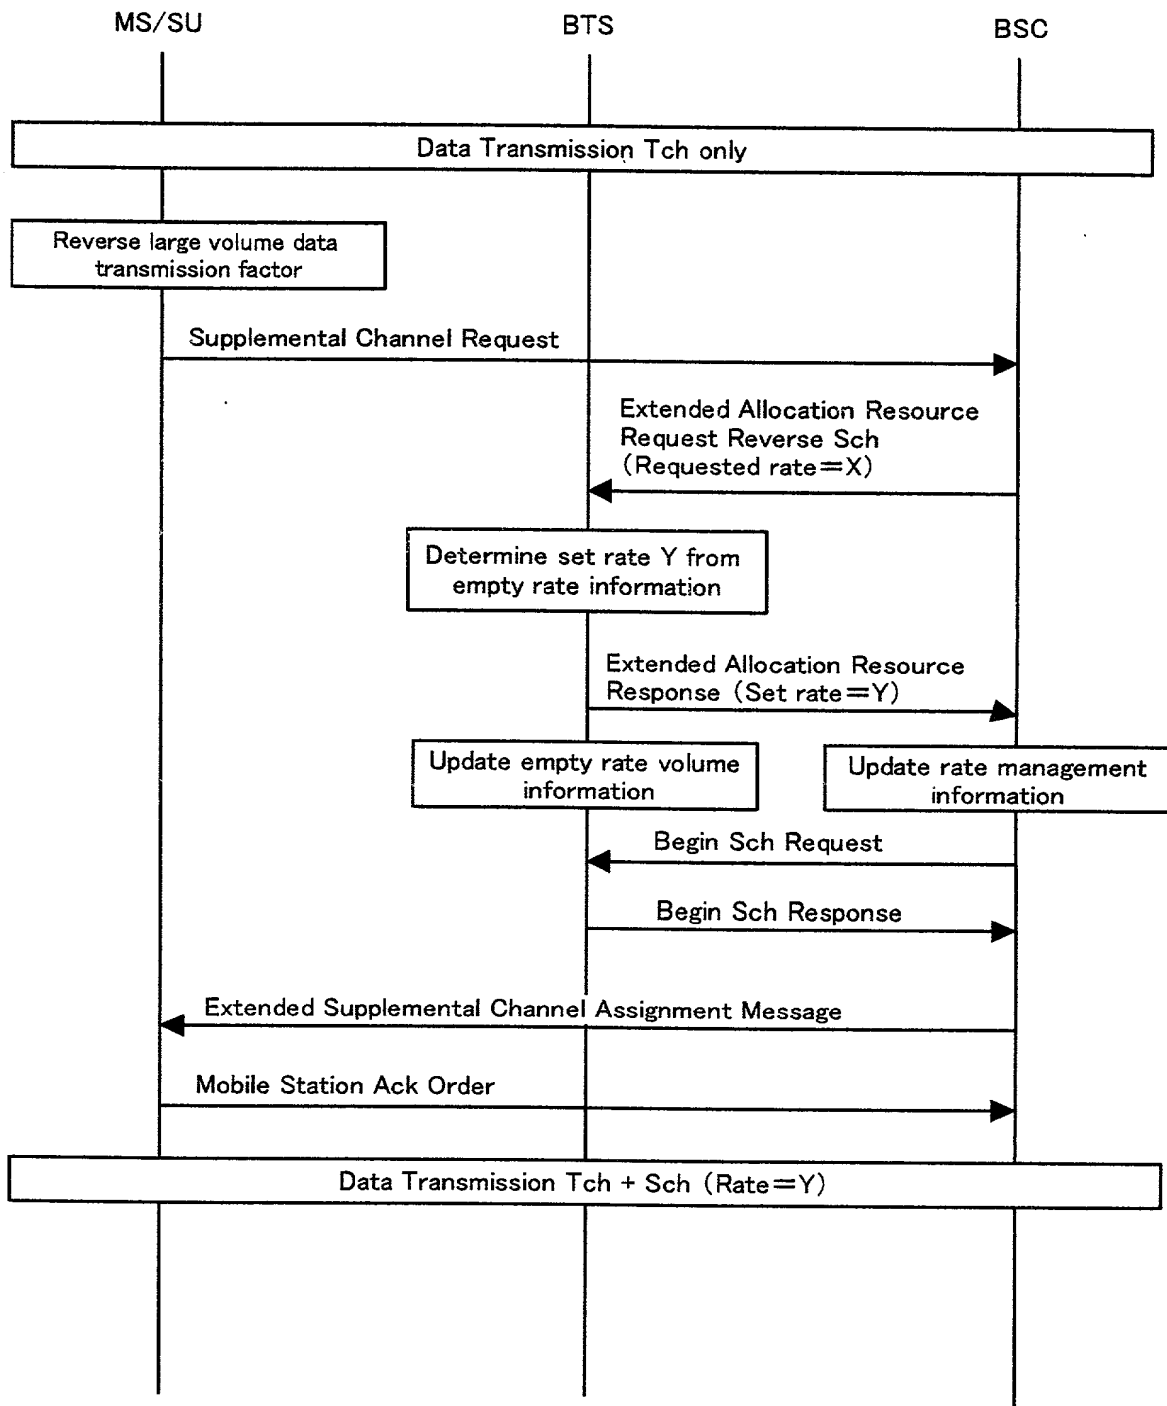 MS/SU
BTS
BSC
Data Transmission Tch only
Reverse large volume data
transmission factor
Supplemental Channel Request
Extended Allocation Resource
Request Reverse Sch
(Requested rate=X)
Determine set rate Y from
empty rate information
Extended Allocation Resource
Response (Set rate=Y)
Update empty rate volume
information
Update rate management
information
Begin Sch Request
Begin Sch Response
Extended Supplemental Channel Assignment Message
Mobile Station Ack Order
Data Transmission Tch + Sch (Rate=Y)